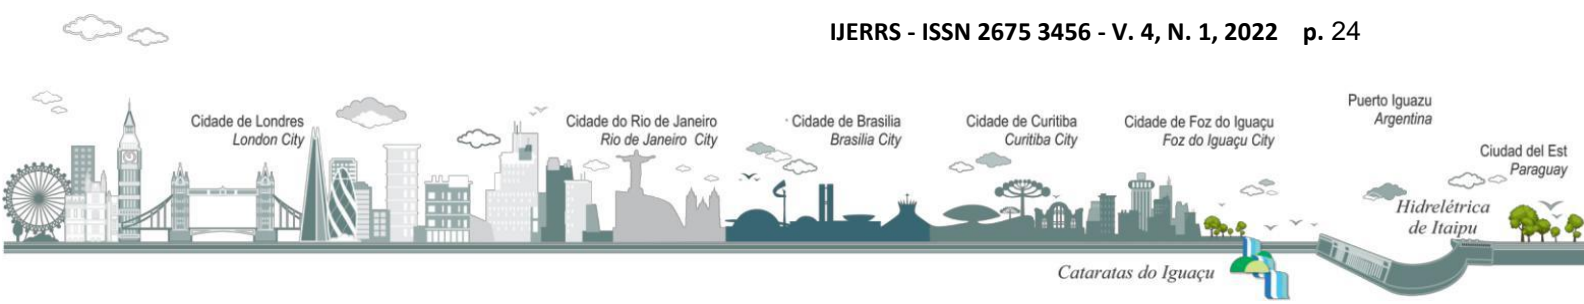 IJERRS - ISSN 2675 3456 - V. 4, N. 1, 2022 p. 24
Cidade de Londres
London City
Cidade do Rio de Janeiro
Rio de Janeiro City
Cidade de Brasilia
Brasilia City
Cidade de Curitiba
Curitiba City
Cidade de Foz do Iguaçu
Foz do Iguaçu City
Puerto Iguazu
Argentina
Ciudad del Est
Paraguay
Hidrelétrica
de Itaipu
Cataratas do Iguaçu